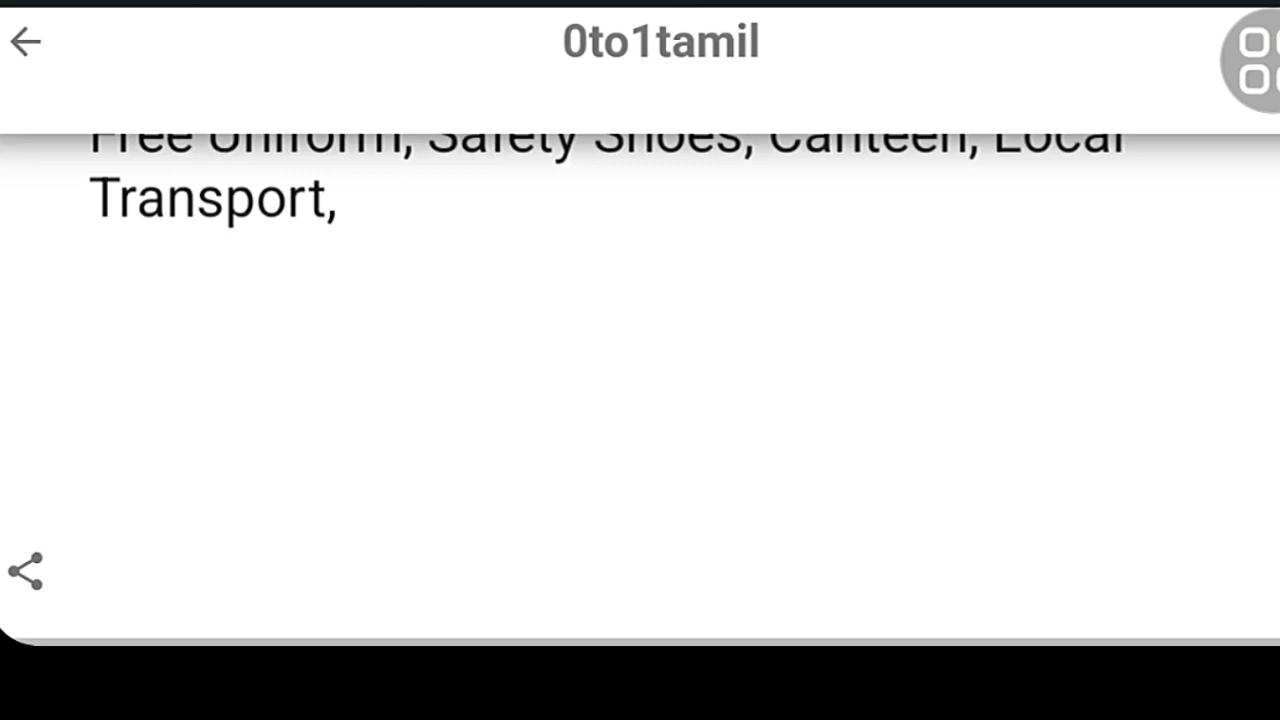 0to1tamil
Free Uniform, Safety Shoes, Canteen, Local
Transport,